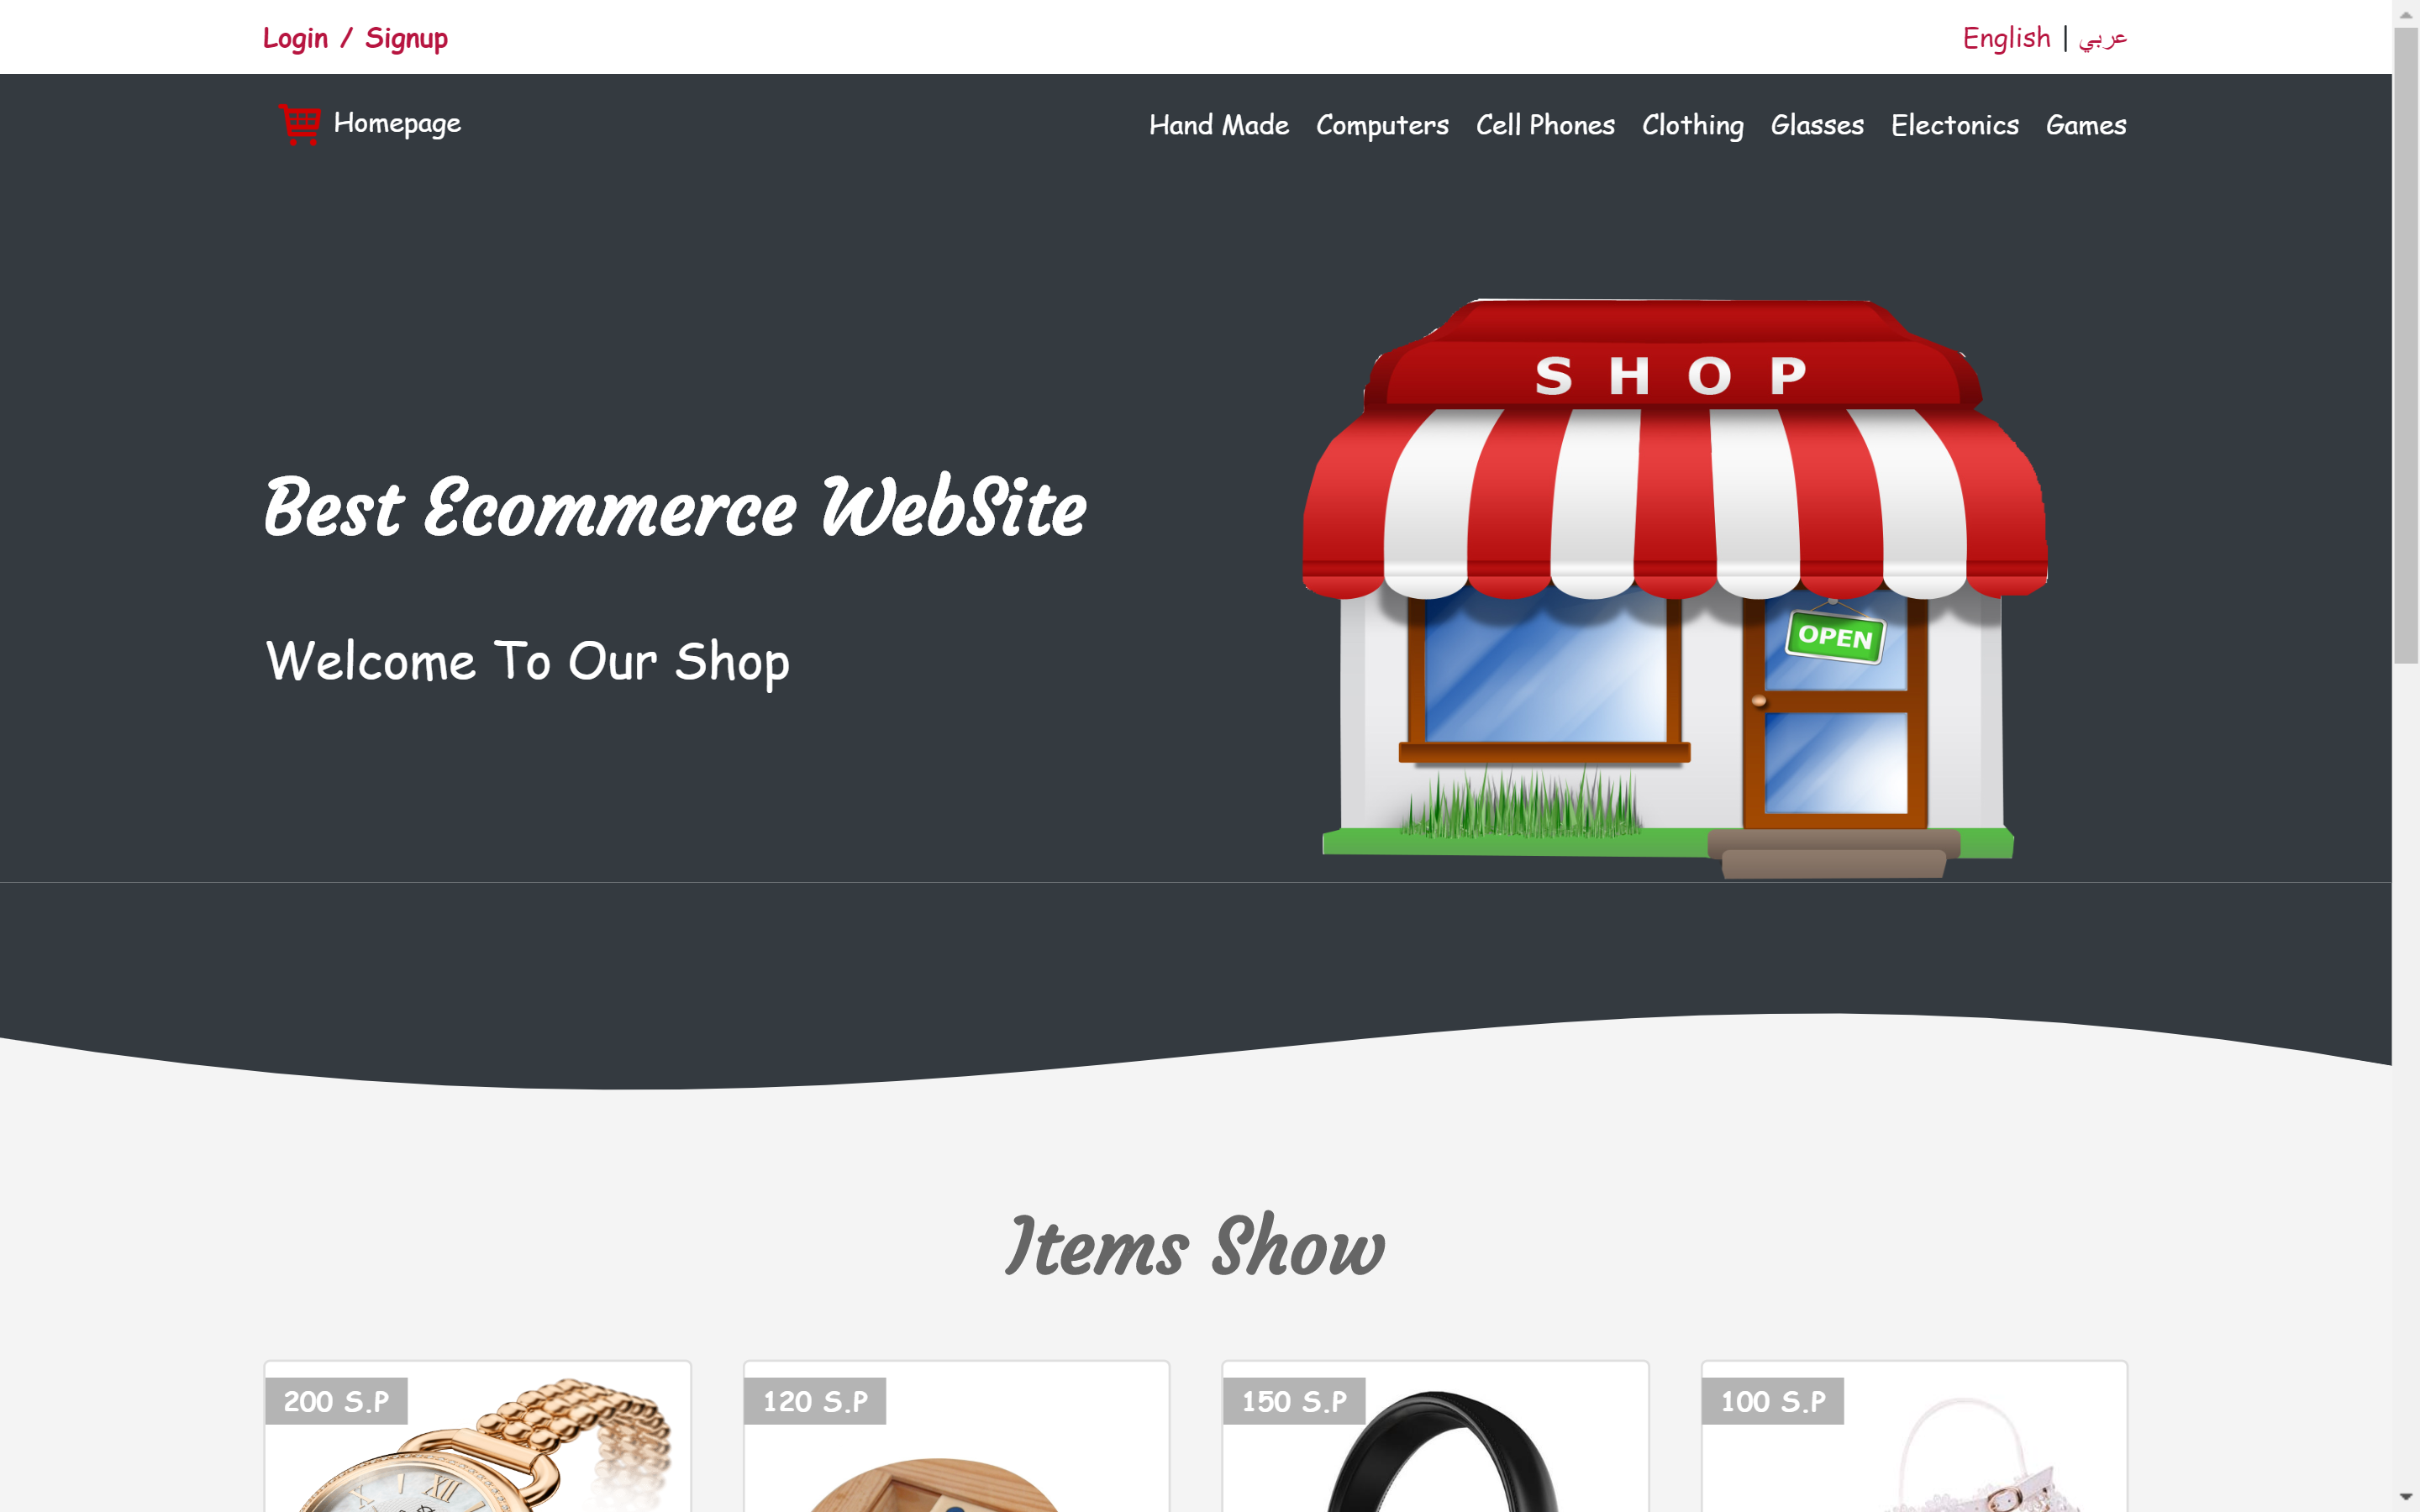 Login / Signup
English | عربي
Homepage
Hand Made Computers Cell Phones Clothing Glasses Electonics Games
SHOP
Best Ecommerce WebSite
OPEN
Welcome To Our Shop
Items Show
200 S.P
120 S.P
150 S.P
100 S.P
XII
X